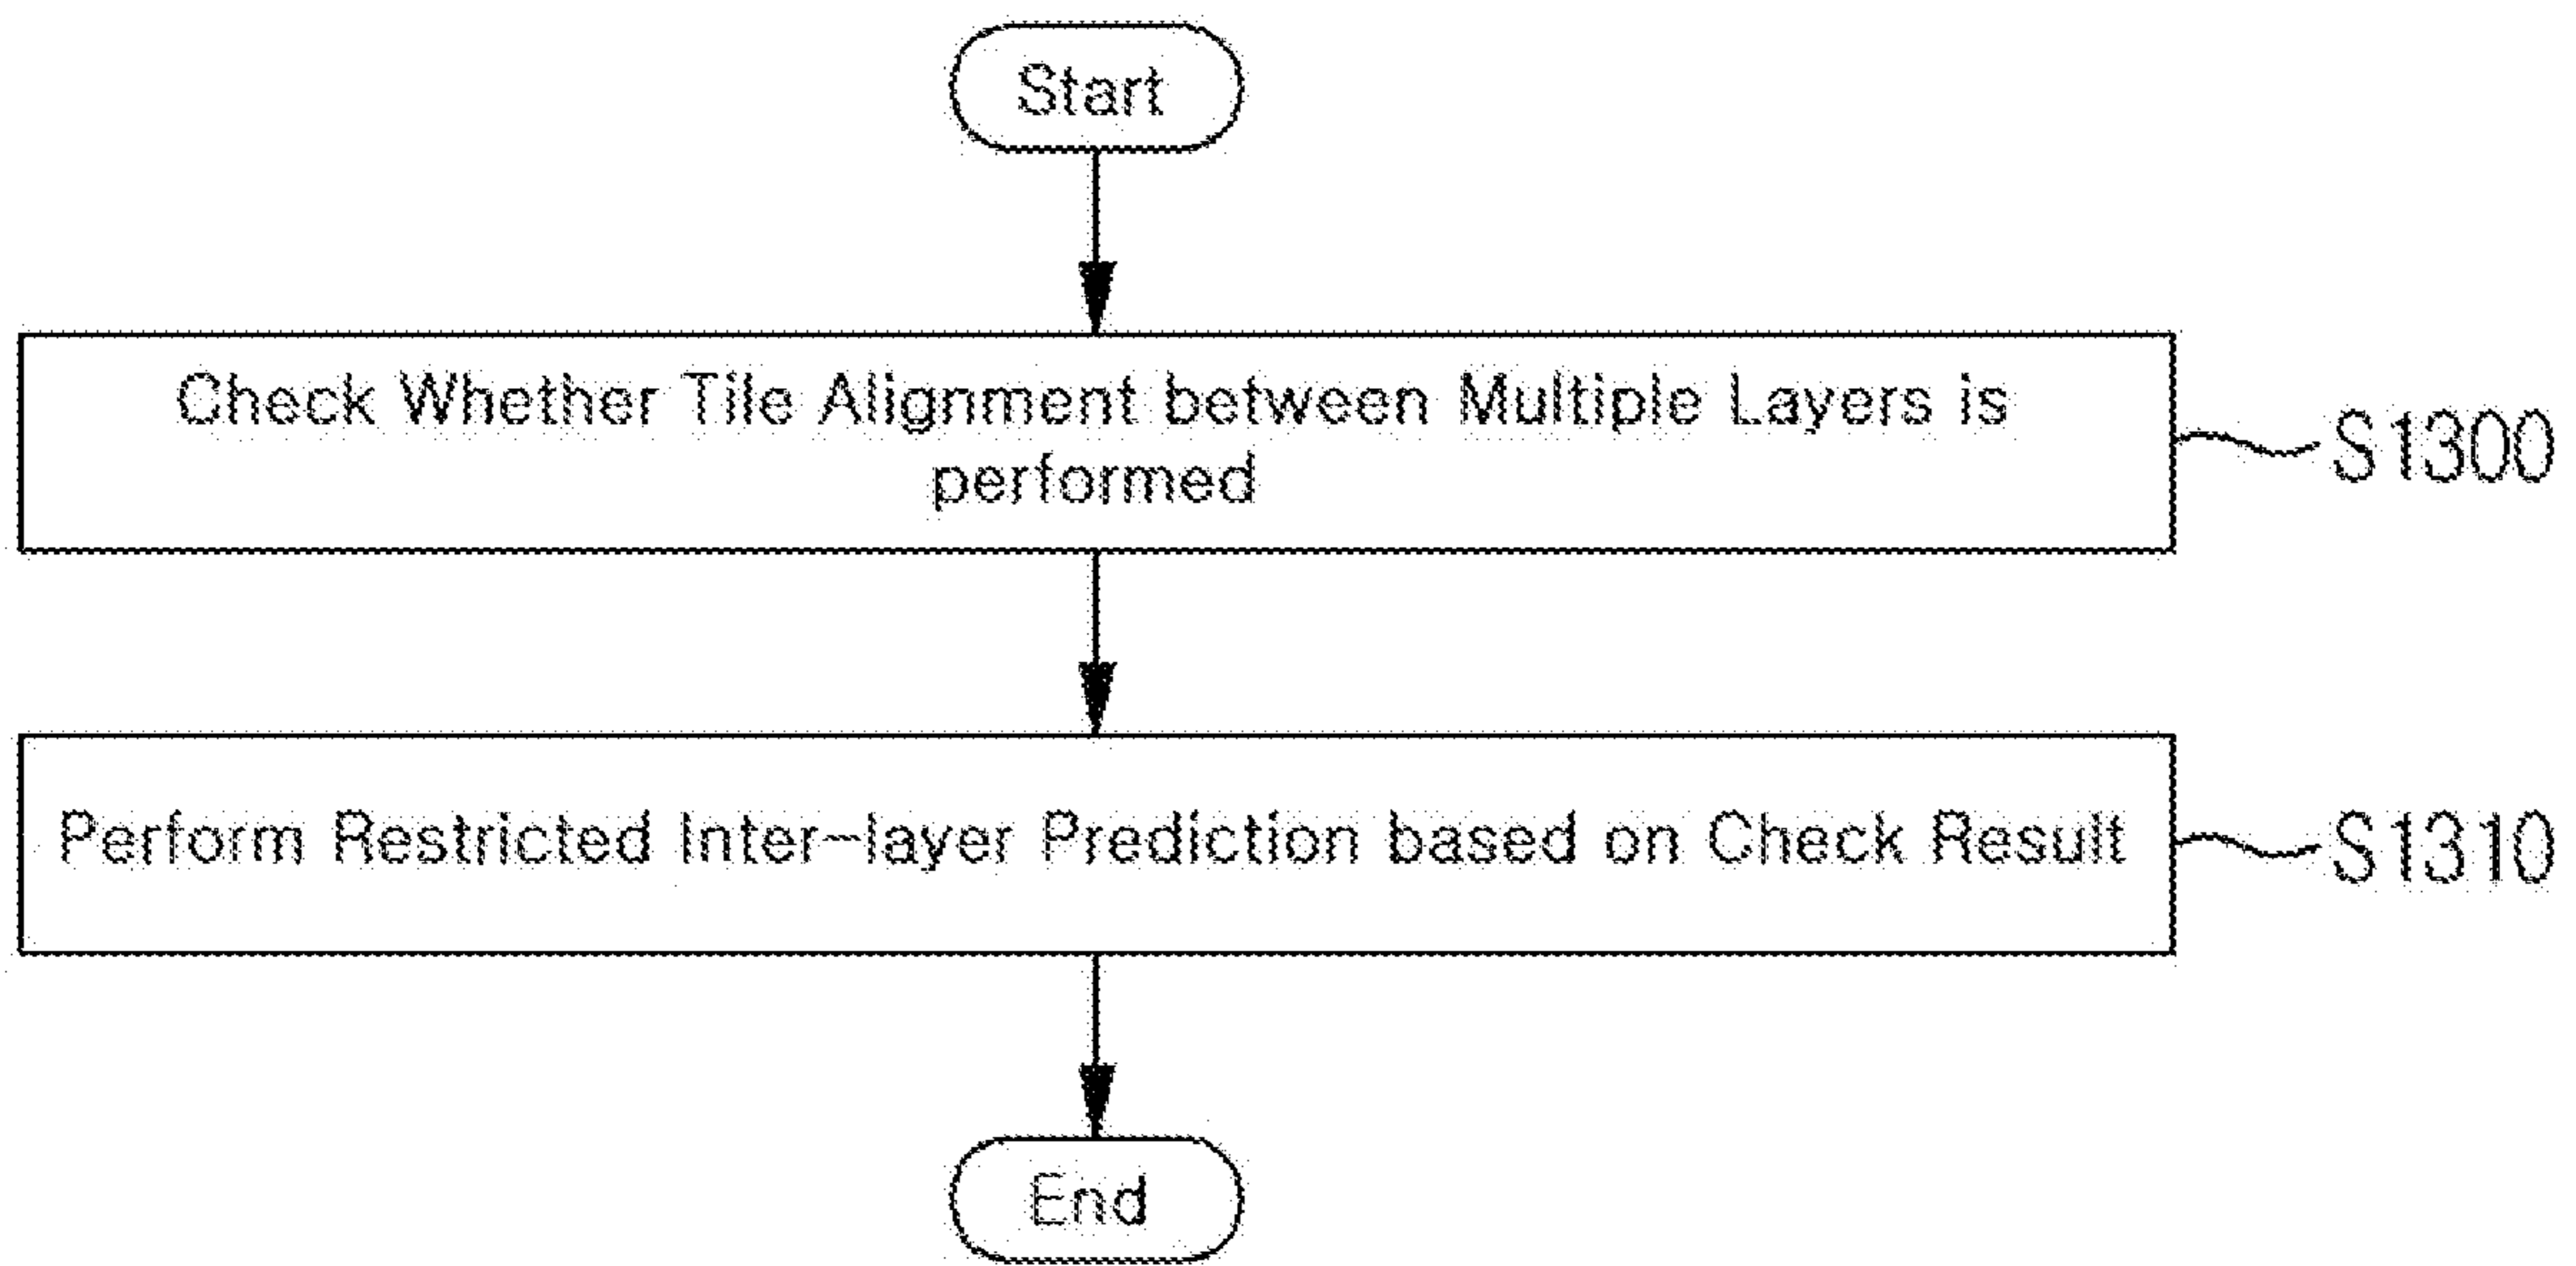 Start
Check Whether Tile Alignment between Multiple Layers is
performed
S1300
Perform Restricted Inter-layer Prediction based on Check Result
S1310
End